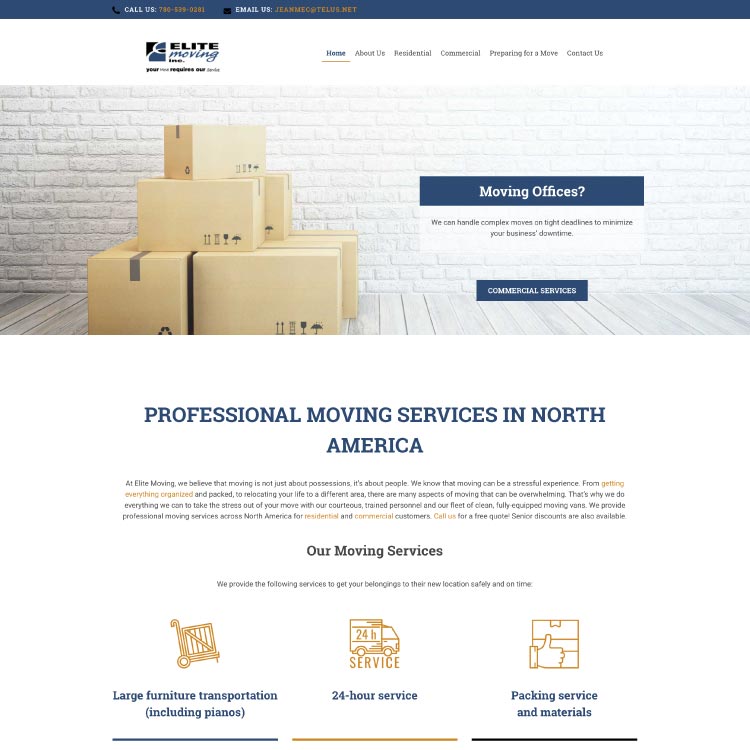 CALL US: 780-539-0281 EMAIL US: JEANMEC@TELUS.NET
ELITE
moving
inc.
your move requires our service.
Home About Us Residential Commercial Preparing for a Move Contact Us
Moving Offices?
We can handle complex moves on tight deadlines to minimize
your business' downtime.
COMMERCIAL SERVICES
PROFESSIONAL MOVING SERVICES IN NORTH
AMERICA
At Elite Moving, we believe that moving is not just about possessions, it's about people. We know that moving can be a stressful experience. From getting
everything organized and packed, to relocating your life to a different area, there are many aspects of moving that can be overwhelming. That's why we do
everything we can to take the stress out of your move with our courteous, trained personnel and our fleet of clean, fully-equipped moving vans. We provide
professional moving services across North America for residential and commercial customers. Call us for a free quote! Senior discounts are also available.
Our Moving Services
We provide the following services to get your belongings to their new location safely and on time:
24 h
SERVICE
Large furniture transportation
(including pianos)
24-hour service
Packing service
and materials